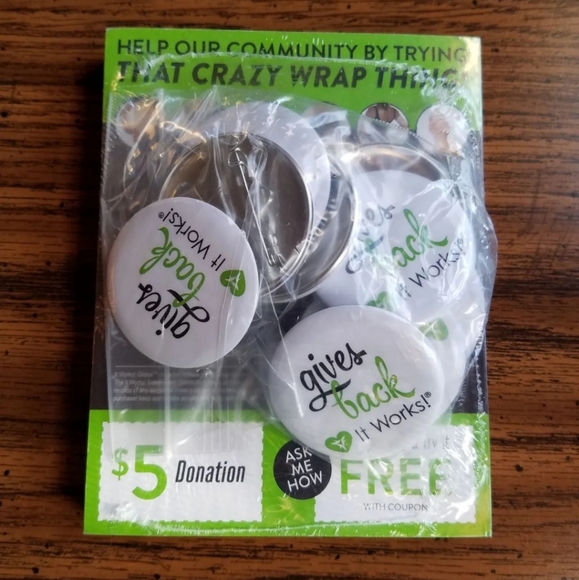 HELP OUR COMMUNITY BY TRYING
THAT CRAZY WRAP THING!
gives
back
It Works!®
gives
back
It Works!®
gives
back
It Works!®
$5 Donation
ASK
ME
HOW
FREE
WITH COUPON